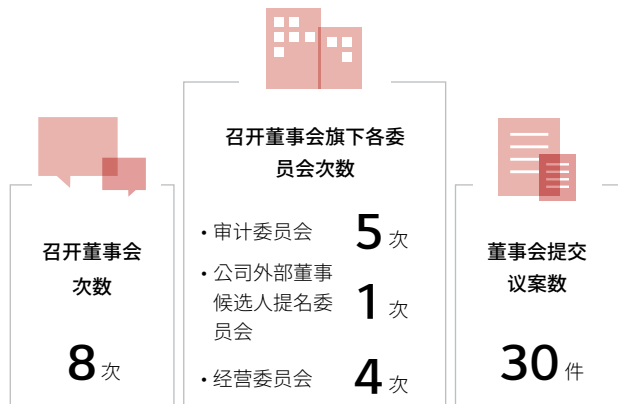 召开董事会
次数
8 次
召开董事会旗下各委
员会次数
• 审计委员会 5 次
• 公司外部董事
候选人提名委
员会 1 次
• 经营委员会 4 次
董事会提交
议案数
30 件